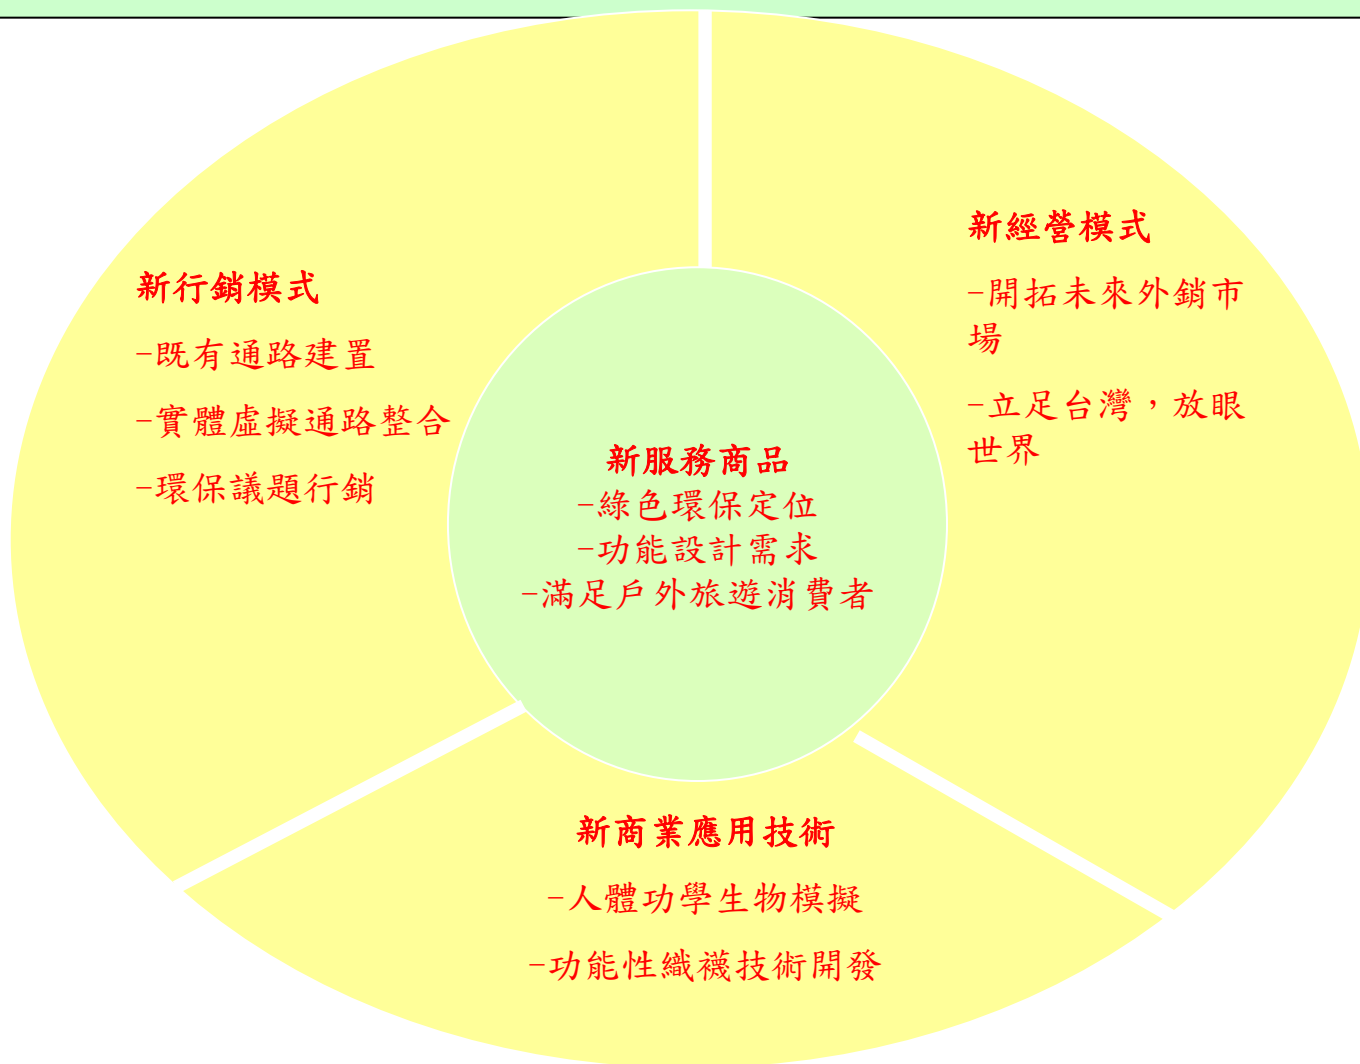 新行銷模式
-既有通路建置
-實體虛擬通路整合
-環保議題行銷
新服務商品
-綠色環保定位
-功能設計需求
-滿足戶外旅遊消費者
新經營模式
-開拓未來外銷市
場
-立足台灣，放眼
世界
新商業應用技術
-人體功學生物模擬
-功能性織襪技術開發